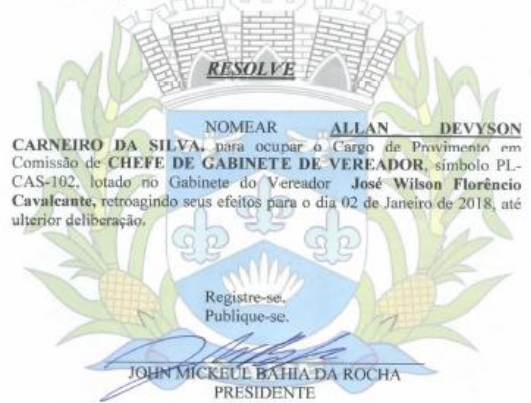 RESOLVE
NOMEAR ALLAN DEVYSON
CARNEIRO DA SILVA, para ocupar o Cargo de Provimento em
Comissão de CHEFE DE GABINETE DE VEREADOR, símbolo PL-
CAS-102, lotado no Gabinete do Vereador José Wilson Florêncio
Cavalcante, retroagindo seus efeitos para o dia 02 de Janeiro de 2018, até
ulterior deliberação.
Registre-se.
Publique-se.
JOHN MICKEUL BAHIA DA ROCHA
PRESIDENTE